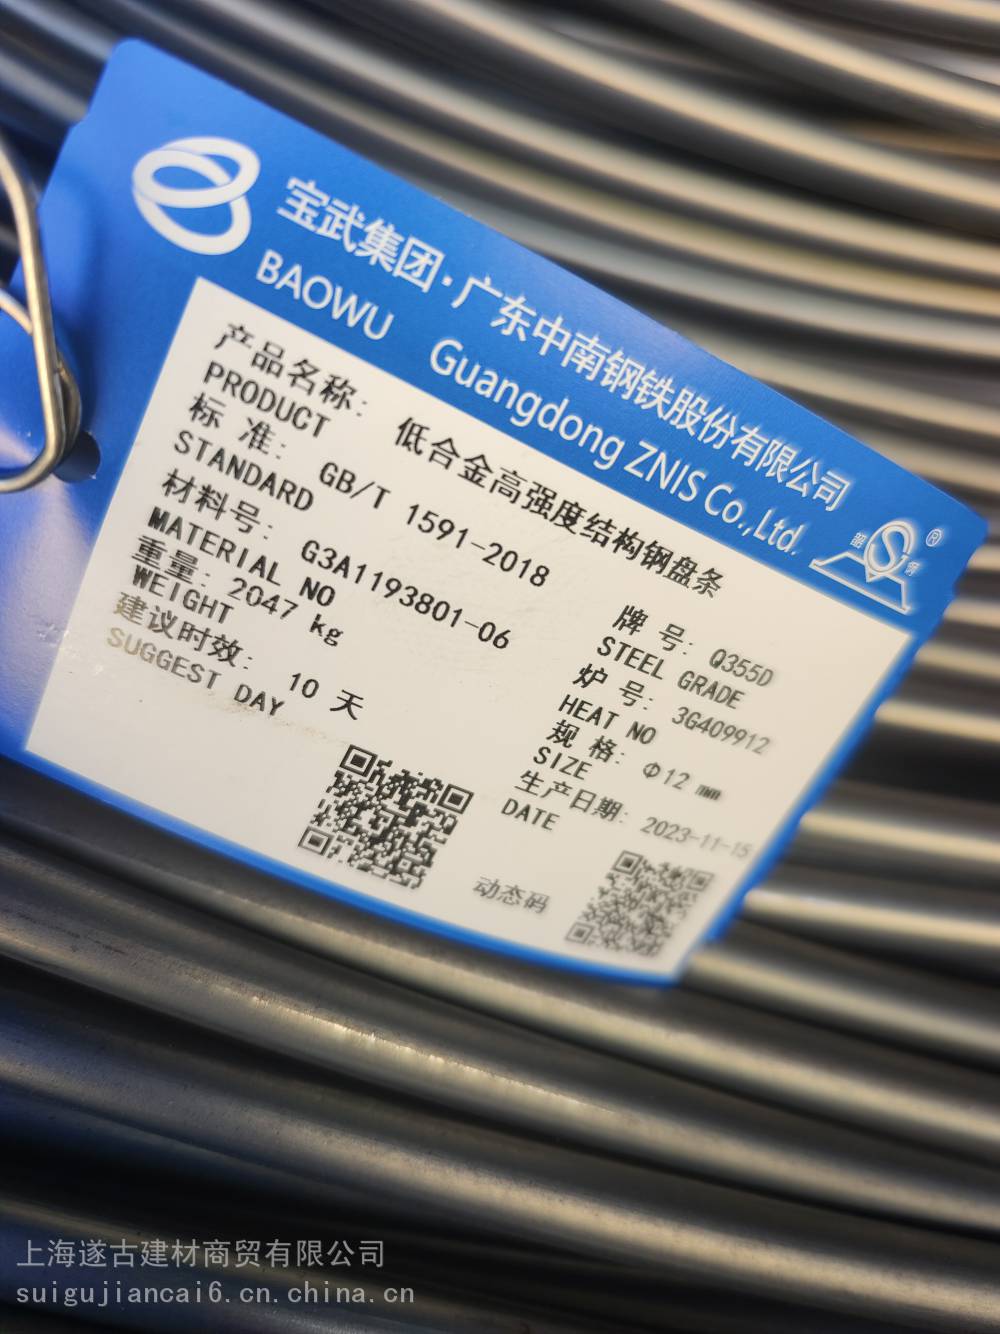 宝武集团·广东中南钢铁股份有限公司
BAOWU Guangdong ZNIS Co.,Ltd.
韶钢
®
产品名称: 低合金高强度结构钢盘条
PRODUCT
标 准: GB/T 1591-2018
STANDARD
材料号: G3A1193801-06
MATERIAL NO
重量: 2047 kg
WEIGHT
建议时效: 10 天
SUGGEST DAY
牌 号: Q355D
STEEL GRADE
炉 号: 3G409912
HEAT NO
规 格: Φ12 mm
SIZE
生产日期: 2023-11-15
DATE
动态码
上海遂古建材商贸有限公司
suigujiancai6.cn.china.cn